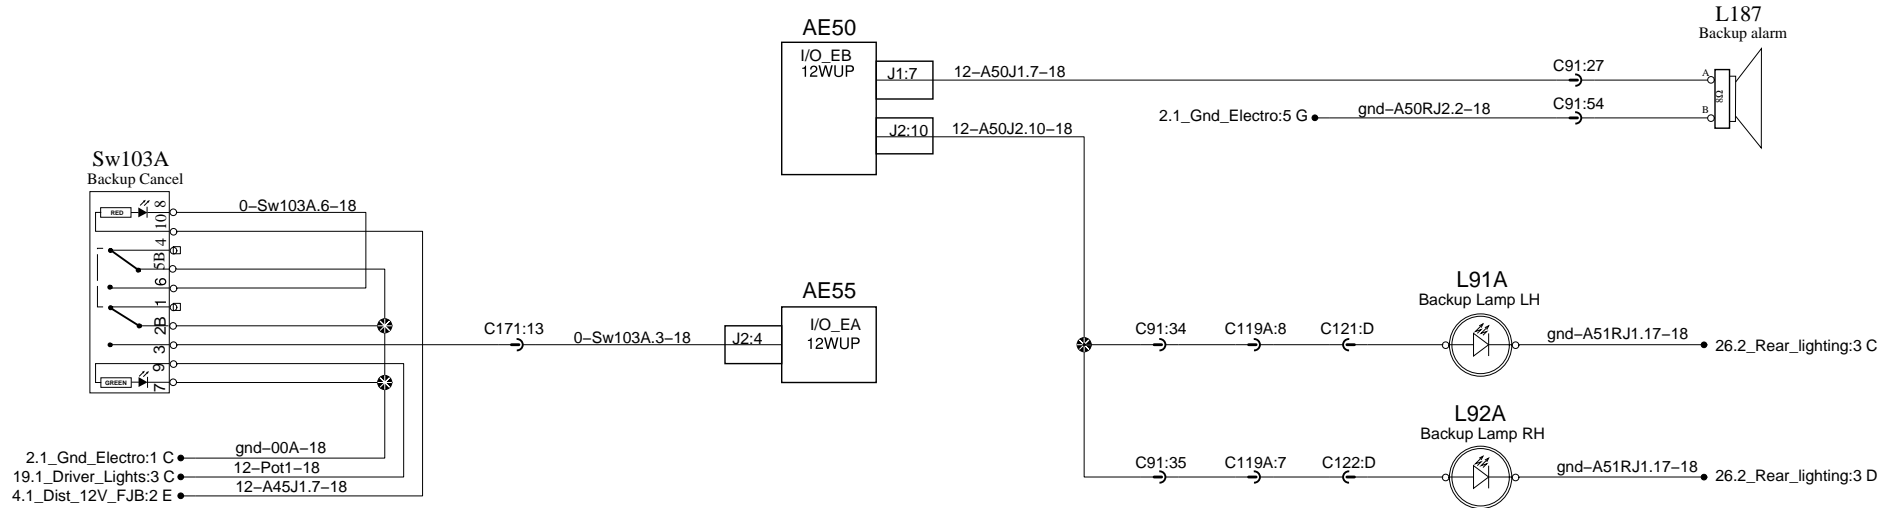 L187
Backup alarm
AE50
I/O_EB
12WUP
J1:7
12-A50J1.7-18
C91:27
A
8Ω
2.1_Gnd_Electro:5 G
gnd-A50RJ2.2-18
C91:54
B
J2:10
12-A50J2.10-18
Sw103A
Backup Cancel
RED
8
0-Sw103A.6-18
10
4
5B
6
1
2B
3
9
GREEN
7
C171:13
0-Sw103A.3-18
AE55
I/O_EA
12WUP
J2:4
L91A
Backup Lamp LH
C91:34
C119A:8
C121:D
gnd-A51RJ1.17-18
26.2_Rear_lighting:3 C
L92A
Backup Lamp RH
C91:35
C119A:7
C122:D
gnd-A51RJ1.17-18
26.2_Rear_lighting:3 D
2.1_Gnd_Electro:1 C
gnd-00A-18
19.1_Driver_Lights:3 C
12-Pot1-18
4.1_Dist_12V_FJB:2 E
12-A45J1.7-18